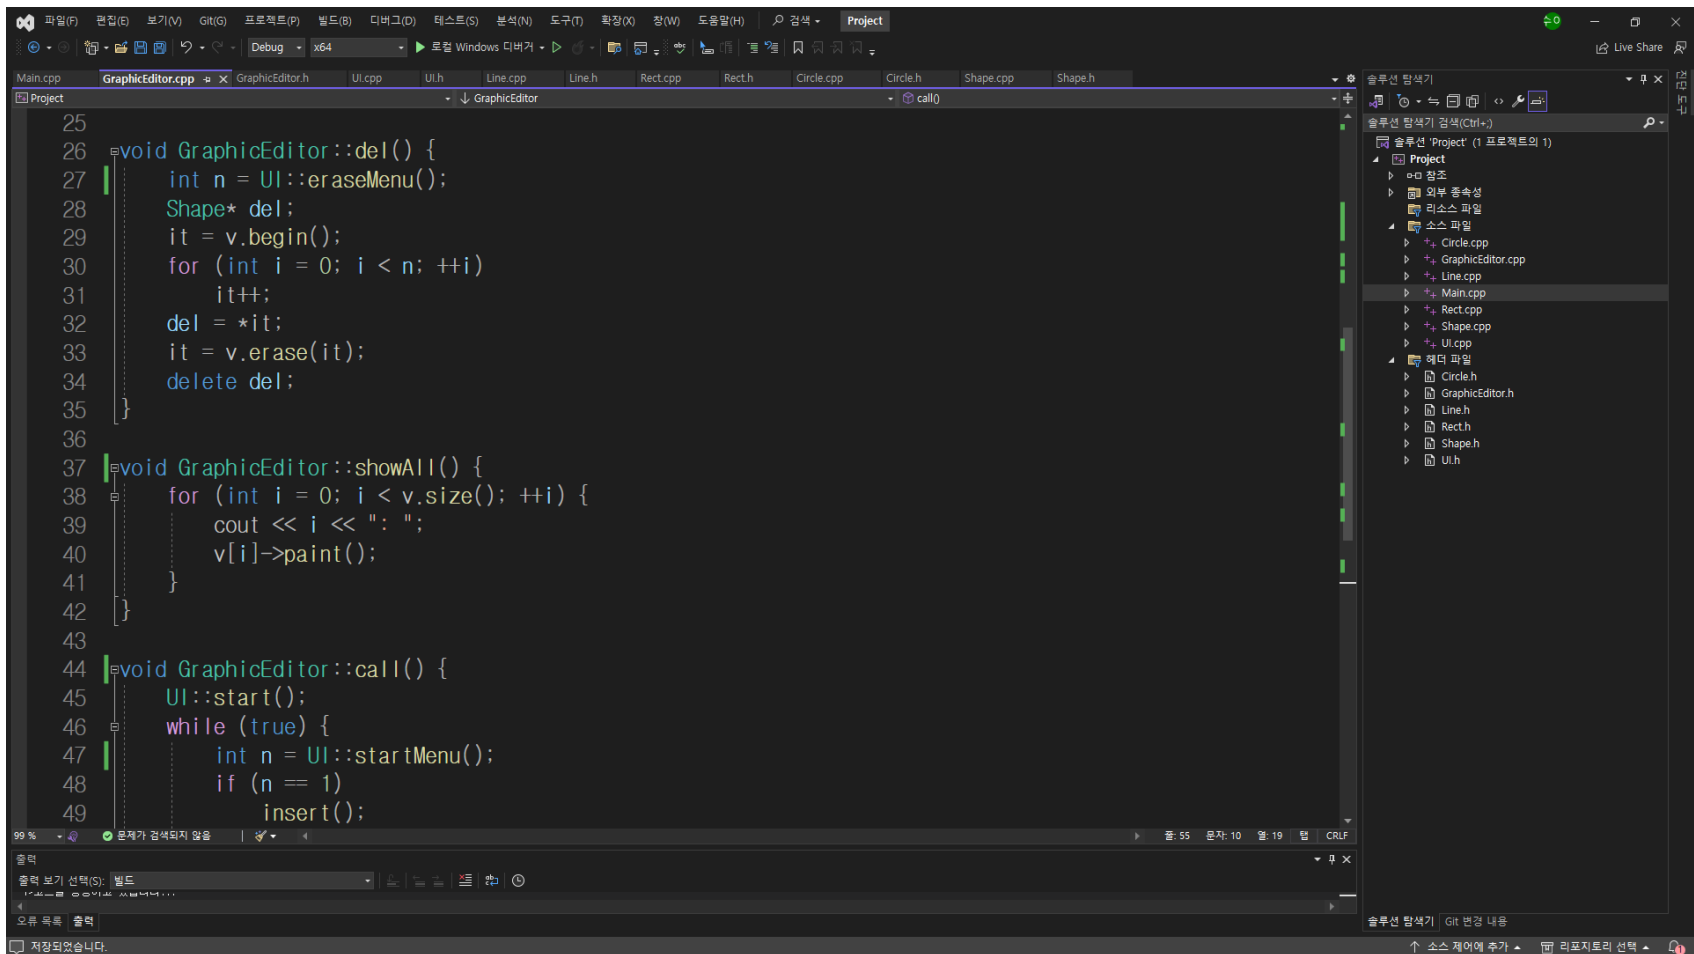 파일(F) 편집(E) 보기(V) Git(G) 프로젝트(P) 빌드(B) 디버그(D) 테스트(S) 분석(N) 도구(T) 확장(X) 창(W) 도움말(H) 검색 Project
Debug x64 로컬 Windows 디버거 Live Share
Main.cpp GraphicEditor.cpp GraphicEditor.h UI.cpp UI.h Line.cpp Line.h Rect.cpp Rect.h Circle.cpp Circle.h Shape.cpp Shape.h
Project GraphicEditor call()
25
26 void GraphicEditor::del() {
27 int n = UI::eraseMenu();
28 Shape* del;
29 it = v.begin();
30 for (int i = 0; i < n; ++i)
31 it++;
32 del = *it;
33 it = v.erase(it);
34 delete del;
35 }
36
37 void GraphicEditor::showAll() {
38 for (int i = 0; i < v.size(); ++i) {
39 cout << i << ": ";
40 v[i]->paint();
41 }
42 }
43
44 void GraphicEditor::call() {
45 UI::start();
46 while (true) {
47 int n = UI::startMenu();
48 if (n == 1)
49 insert();
99 % 문제가 검색되지 않음 줄: 55 문자: 10 열: 19 탭 CRLF
출력
출력 보기 선택(S): 빌드
오류 목록 출력
저장되었습니다. 소스 제어에 추가 리포지토리 선택 1
솔루션 탐색기
솔루션 탐색기 검색(Ctrl+;)
솔루션 'Project' (1 프로젝트의 1)
Project
참조
외부 종속성
리소스 파일
소스 파일
Circle.cpp
GraphicEditor.cpp
Line.cpp
Main.cpp
Rect.cpp
Shape.cpp
UI.cpp
헤더 파일
Circle.h
GraphicEditor.h
Line.h
Rect.h
Shape.h
UI.h
솔루션 탐색기 Git 변경 내용
진단 도구